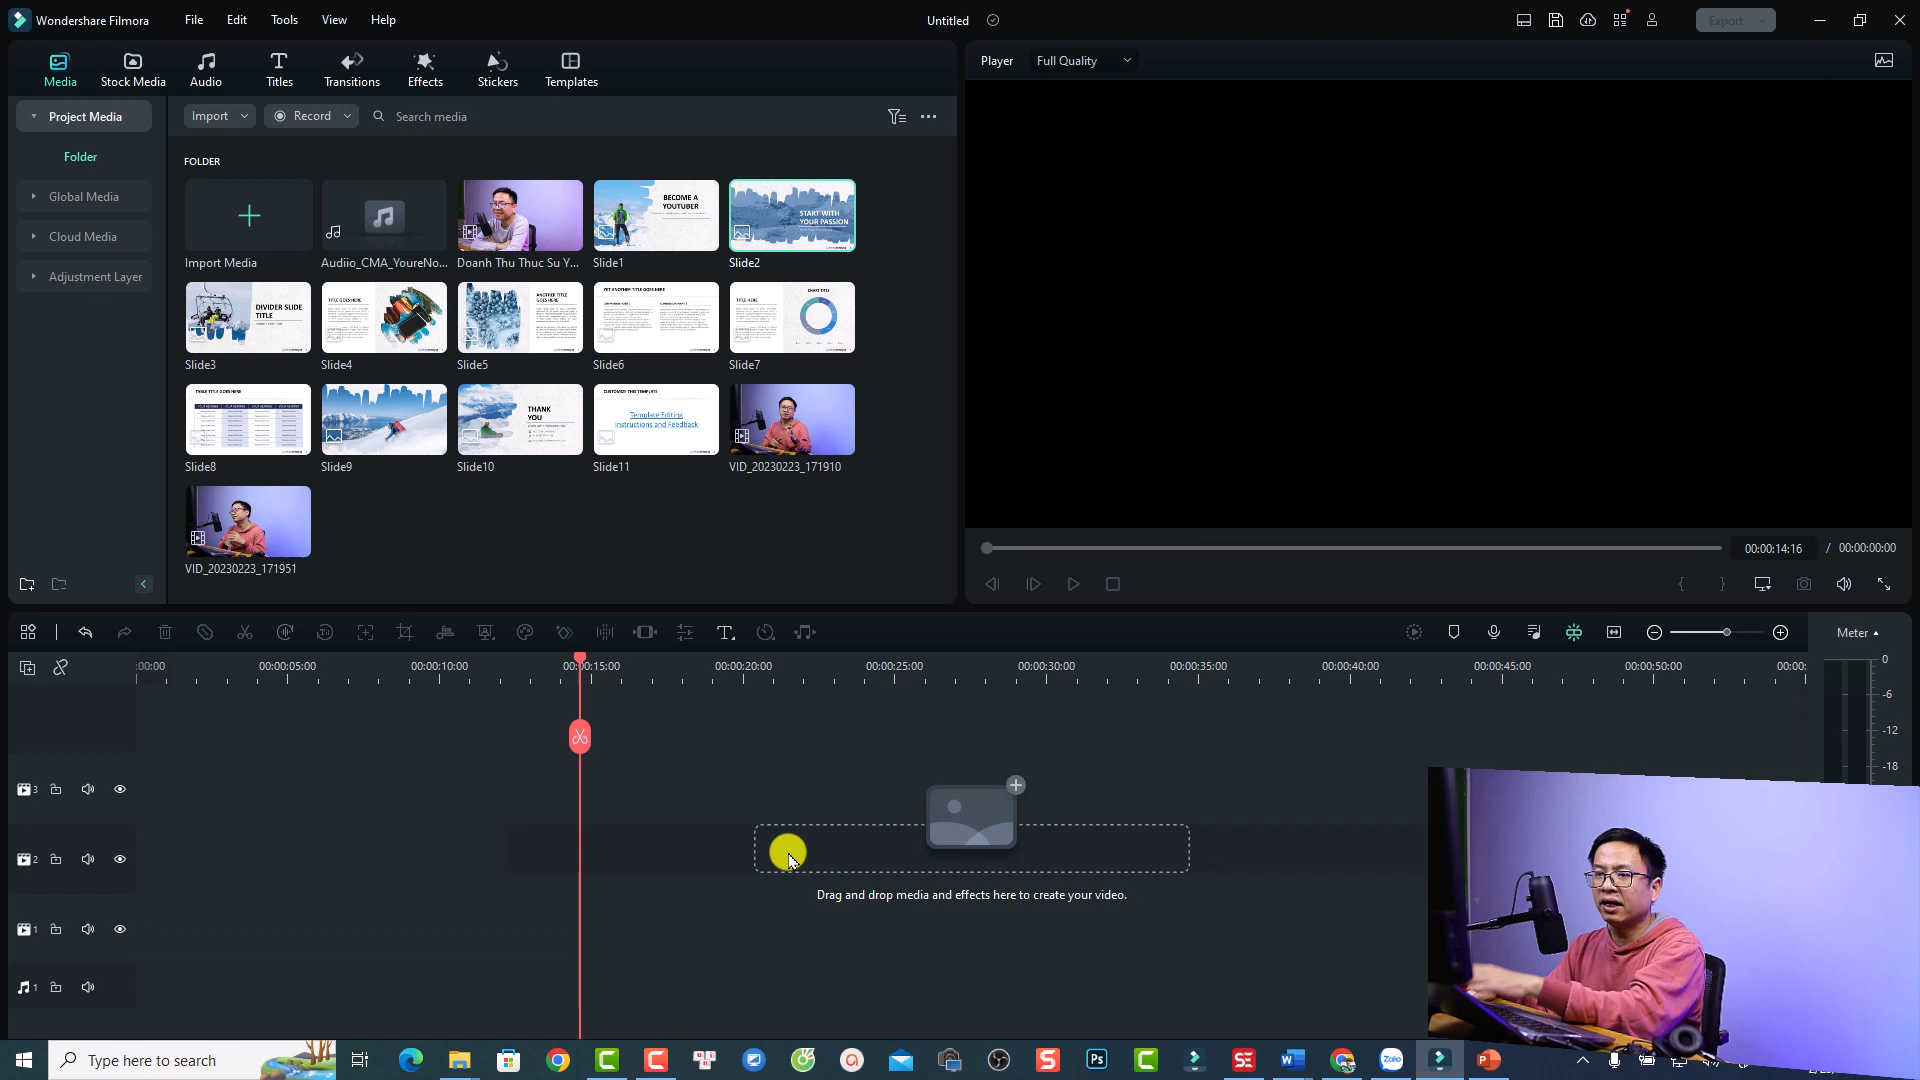 Wondershare Filmora
File
Edit
Tools
View
Help
Untitled
Export
Media
Stock Media
Audio
Titles
Transitions
Effects
Stickers
Templates
Player
Full Quality
Project Media
Folder
Global Media
Cloud Media
Adjustment Layer
Import
Record
Search media
FOLDER
Import Media
Audiio_CMA_YoureNo...
Doanh Thu Thuc Su Y...
BECOME A
YOUTUBER
Slide1
START WITH
YOUR PASSION
Slide2
DIVIDER SLIDE
TITLE
Slide3
TITLE GOES HERE
Slide4
ANOTHER TITLE
GOES HERE
Slide5
YET ANOTHER TITLE GOES HERE
Slide6
TITLE HERE
CHART TITLE
Slide7
TABLE TITLE GOES HERE
Slide8
Slide9
THANK
YOU
Slide10
CUSTOMIZE THIS TEMPLATE
Template Editing
Instructions and Feedback
Slide11
VID_20230223_171910
VID_20230223_171951
00:00:14:16
/ 00:00:00:00
Meter
:00:00
00:00:05:00
00:00:10:00
00:00:15:00
00:00:20:00
00:00:25:00
00:00:30:00
00:00:35:00
00:00:40:00
00:00:45:00
00:00:50:00
00:00:
0
-6
-12
-18
3
2
1
1
Drag and drop media and effects here to create your video.
Type here to search